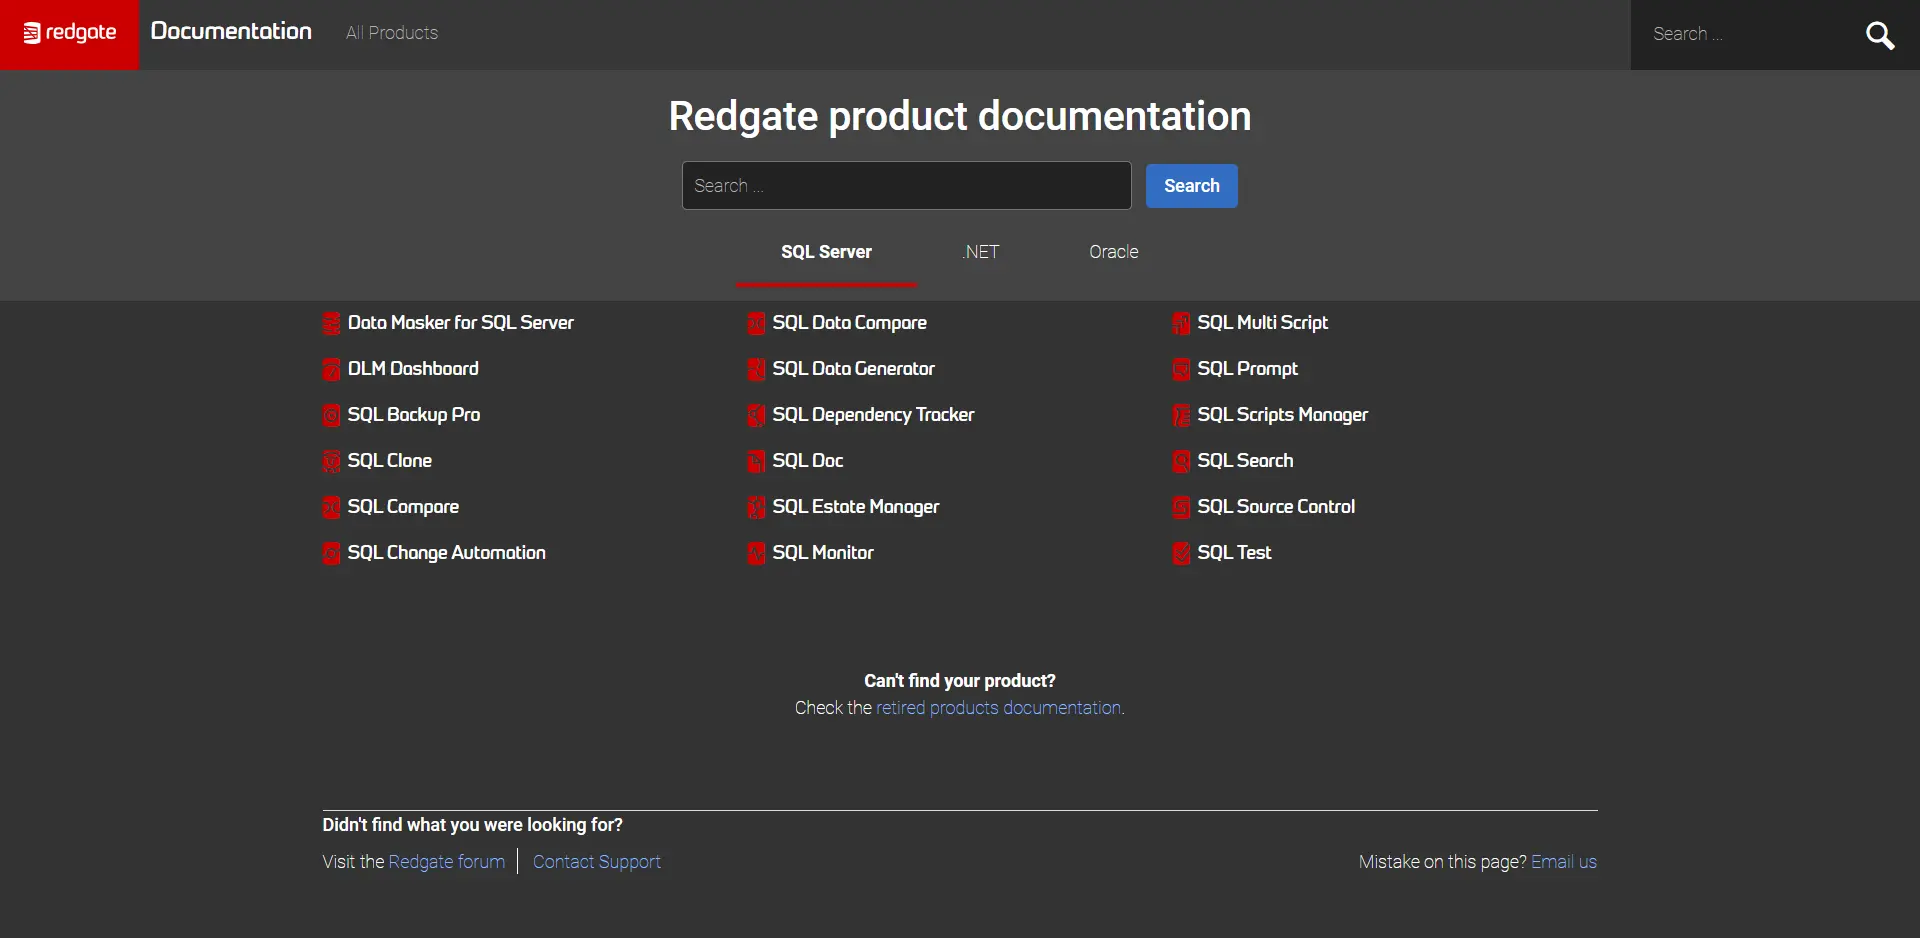 redgate Documentation All Products Search ...
Redgate product documentation
Search ... Search
SQL Server .NET Oracle
Data Masker for SQL Server SQL Data Compare SQL Multi Script
DLM Dashboard SQL Data Generator SQL Prompt
SQL Backup Pro SQL Dependency Tracker SQL Scripts Manager
SQL Clone SQL Doc SQL Search
SQL Compare SQL Estate Manager SQL Source Control
SQL Change Automation SQL Monitor SQL Test
Can't find your product?
Check the retired products documentation.
Didn't find what you were looking for?
Visit the Redgate forum Contact Support Mistake on this page? Email us